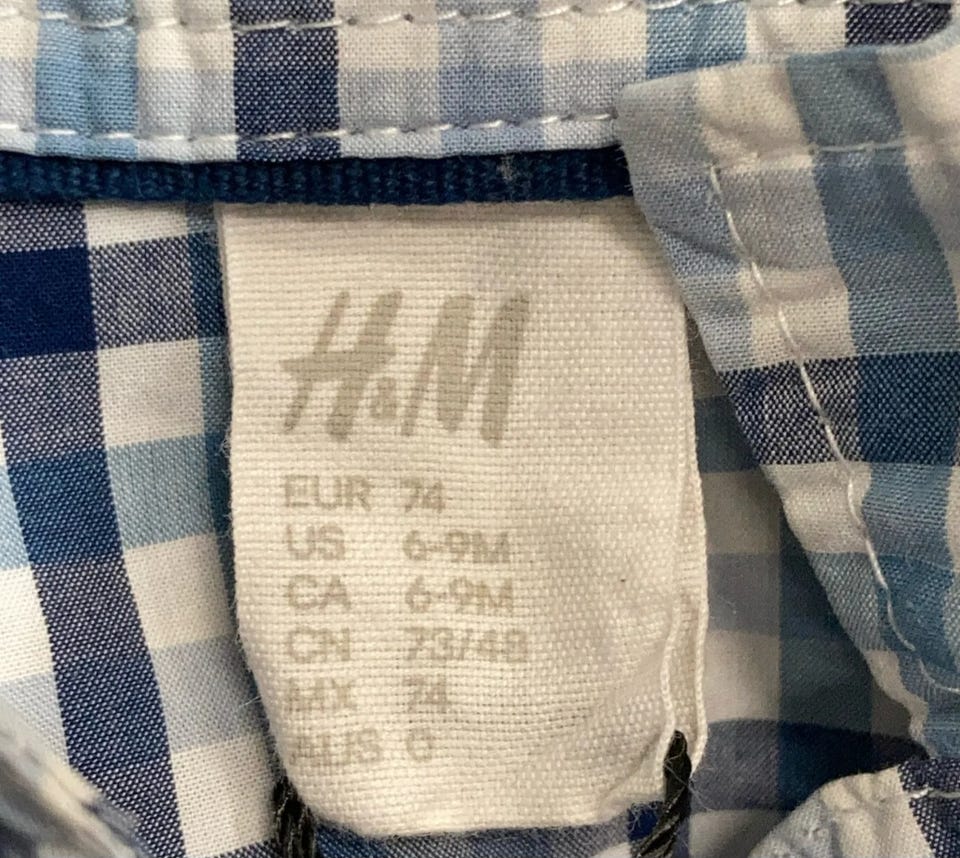 H&M
EUR 74
US 6-9M
CA 6-9M
CN 73/48
MX 74
AUS 0